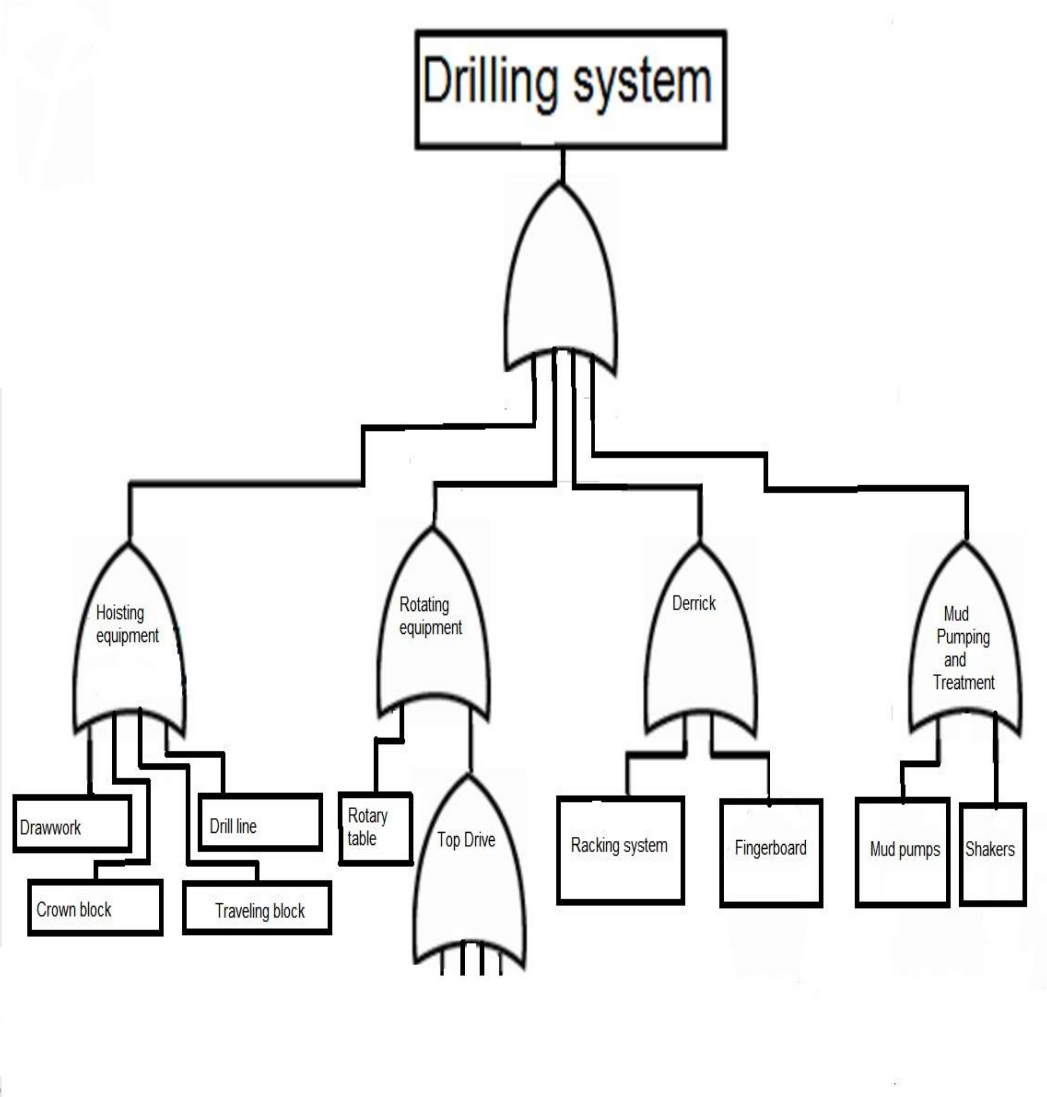 Drilling system
Hoisting
equipment
Rotating
equipment
Derrick
Mud
Pumping
and
Treatment
Drawwork
Drill line
Crown block
Traveling block
Rotary
table
Top Drive
Racking system
Fingerboard
Mud pumps
Shakers